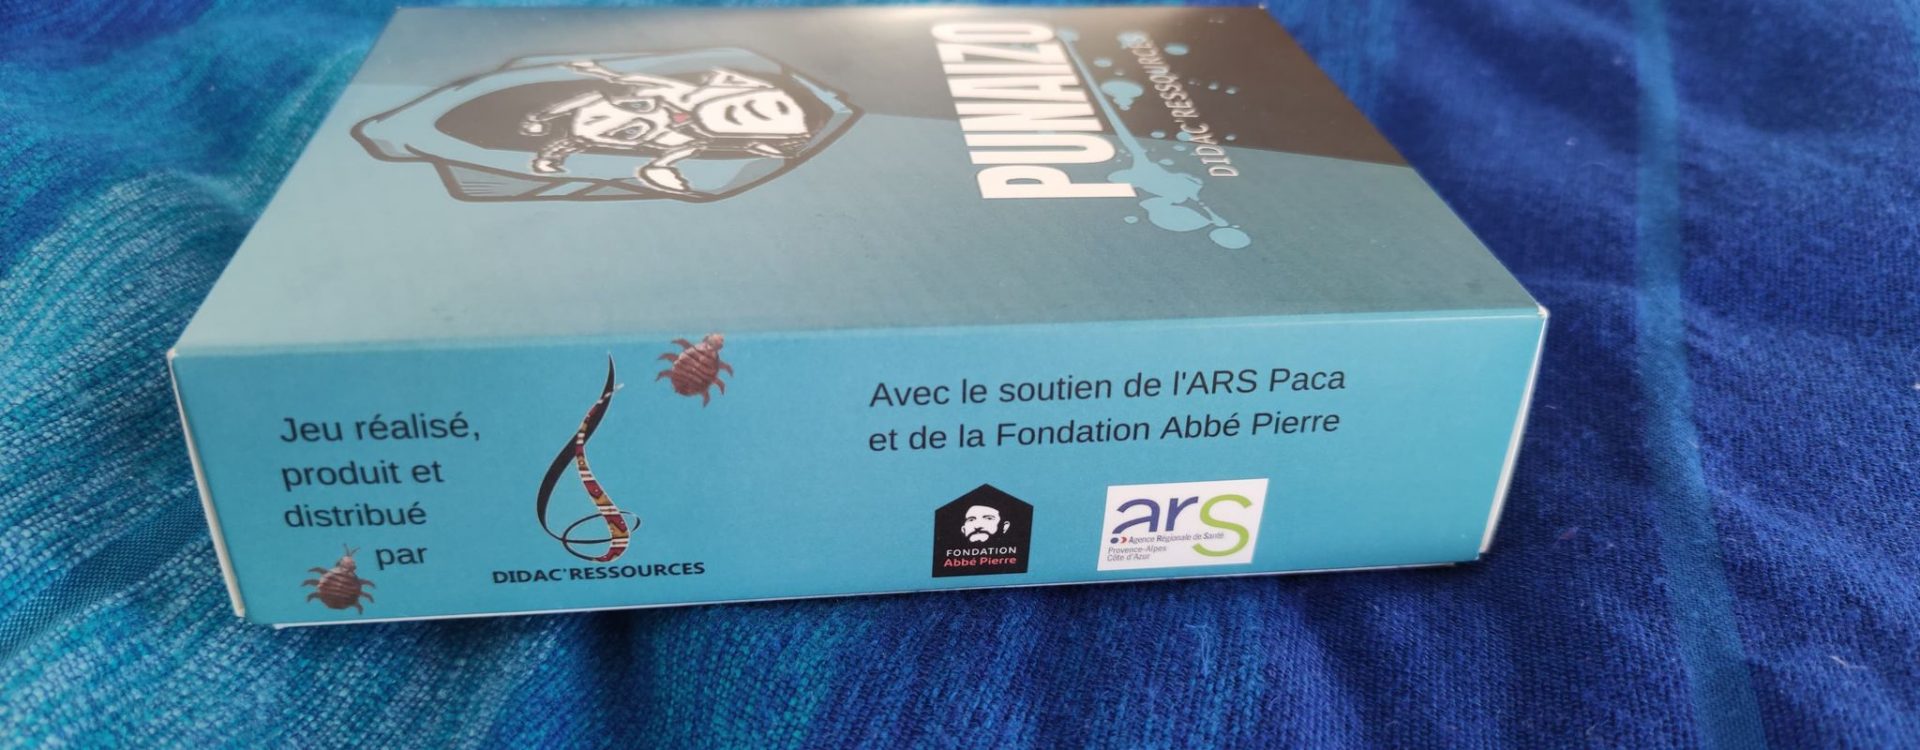 PUNAIZO
DIDAC'RESSOURCES
Jeu réalisé,
produit et
distribué
par
DIDAC'RESSOURCES
Avec le soutien de l'ARS Paca
et de la Fondation Abbé Pierre
FONDATION
Abbé Pierre
ars
Agence Régionale de Santé
Provence-Alpes
Côte d'Azur